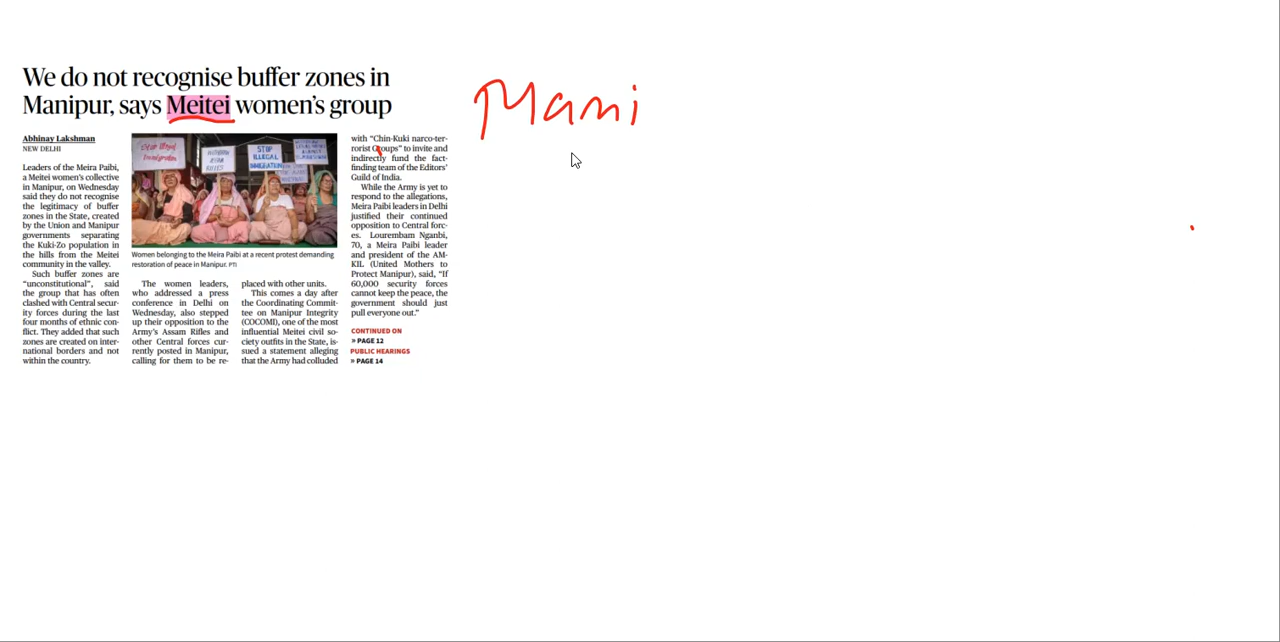 We do not recognise buffer zones in
Manipur, says Meitei women's group
Mani
Abhinay Lakshman
NEW DELHI
Leaders of the Meira Paibi,
a Meitei women's collective
in Manipur, on Wednesday
said they do not recognise
the legitimacy of buffer
zones in the State, created
by the Union and Manipur
governments separating
the Kuki-Zo population in
the hills from the Meitei
community in the valley.
Such buffer zones are
"unconstitutional", said
the group that has often
clashed with Central secur-
ity forces during the last
four months of ethnic con-
flict. They added that such
zones are created on inter-
national borders and not
within the country.
Stop Illegal
Immigration
STOP
ILLEGAL
IMMIGRATION
Women belonging to the Meira Paibi at a recent protest demanding
restoration of peace in Manipur. PTI
The women leaders,
who addressed a press
conference in Delhi on
Wednesday, also stepped
up their opposition to the
Army's Assam Rifles and
other Central forces cur-
rently posted in Manipur,
calling for them to be re-
placed with other units.
This comes a day after
the Coordinating Commit-
tee on Manipur Integrity
(COCOMI), one of the most
influential Meitei civil so-
ciety outfits in the State, is-
sued a statement alleging
that the Army had colluded
with "Chin-Kuki narco-ter-
rorist Groups" to invite and
indirectly fund the fact-
finding team of the Editors'
Guild of India.
While the Army is yet to
respond to the allegations,
Meira Paibi leaders in Delhi
justified their continued
opposition to Central forc-
es. Lourembam Nganbi,
70, a Meira Paibi leader
and president of the AM-
KIL (United Mothers to
Protect Manipur), said, "If
60,000 security forces
cannot keep the peace, the
government should just
pull everyone out."
CONTINUED ON
» PAGE 12
PUBLIC HEARINGS
» PAGE 14